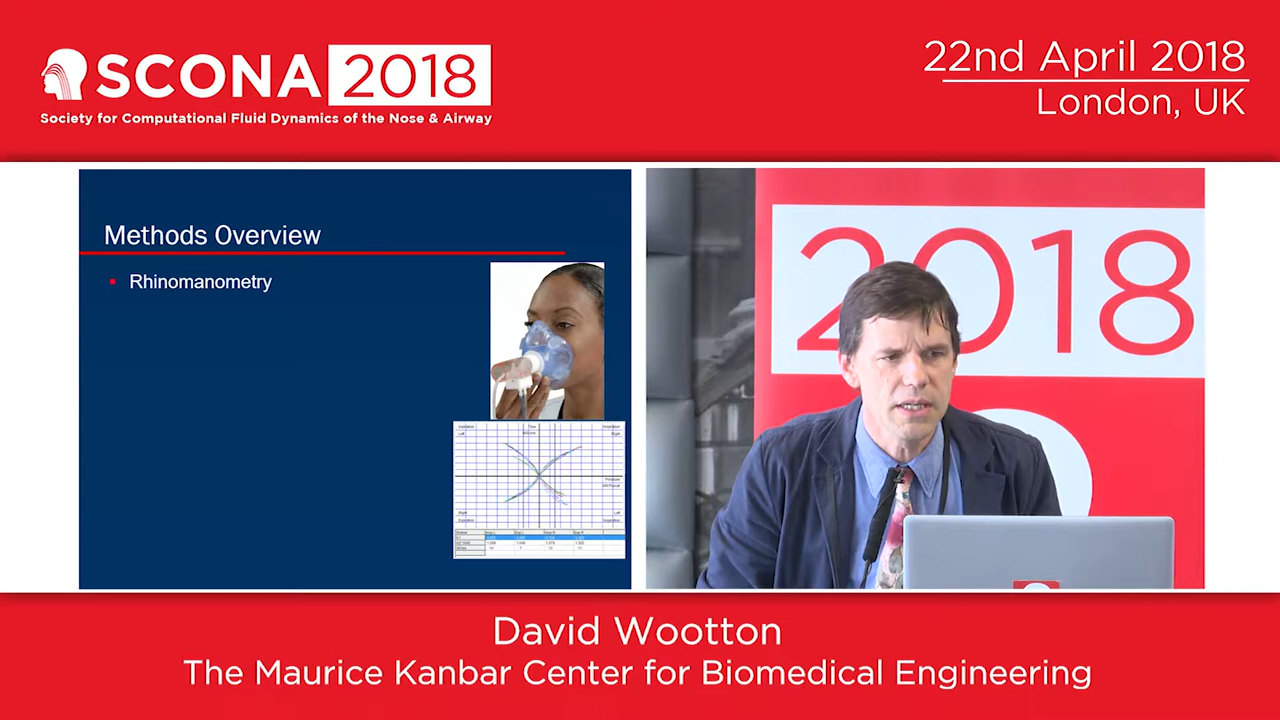 SCONA 2018
Society for Computational Fluid Dynamics of the Nose & Airway
22nd April 2018
London, UK
Methods Overview
Rhinomanometry
2018
David Wootton
The Maurice Kanbar Center for Biomedical Engineering